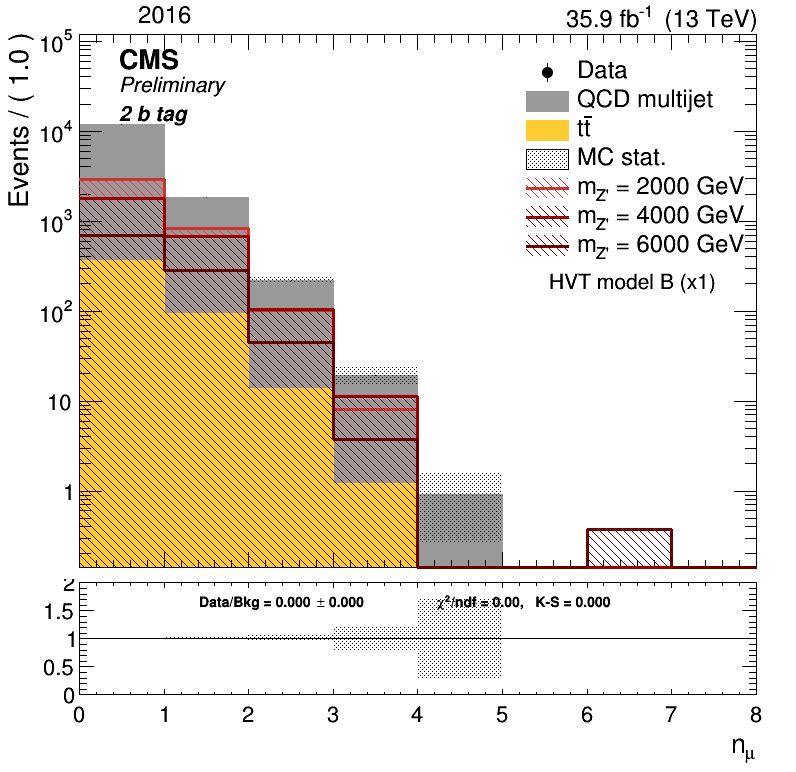 2016 35.9 fb⁻¹ (13 TeV)
Events / ( 1.0 )
10⁵
10⁴
10³
10²
10
1
CMS
Preliminary
2 b tag
Data
QCD multijet
tt̄
MC stat.
m_Z' = 2000 GeV
m_Z' = 4000 GeV
m_Z' = 6000 GeV
HVT model B (x1)
2
1.5
1
0.5
0
Data/Bkg = 0.000 ± 0.000 χ²/ndf = 0.00, K-S = 0.000
0 1 2 3 4 5 6 7 8
n_μ